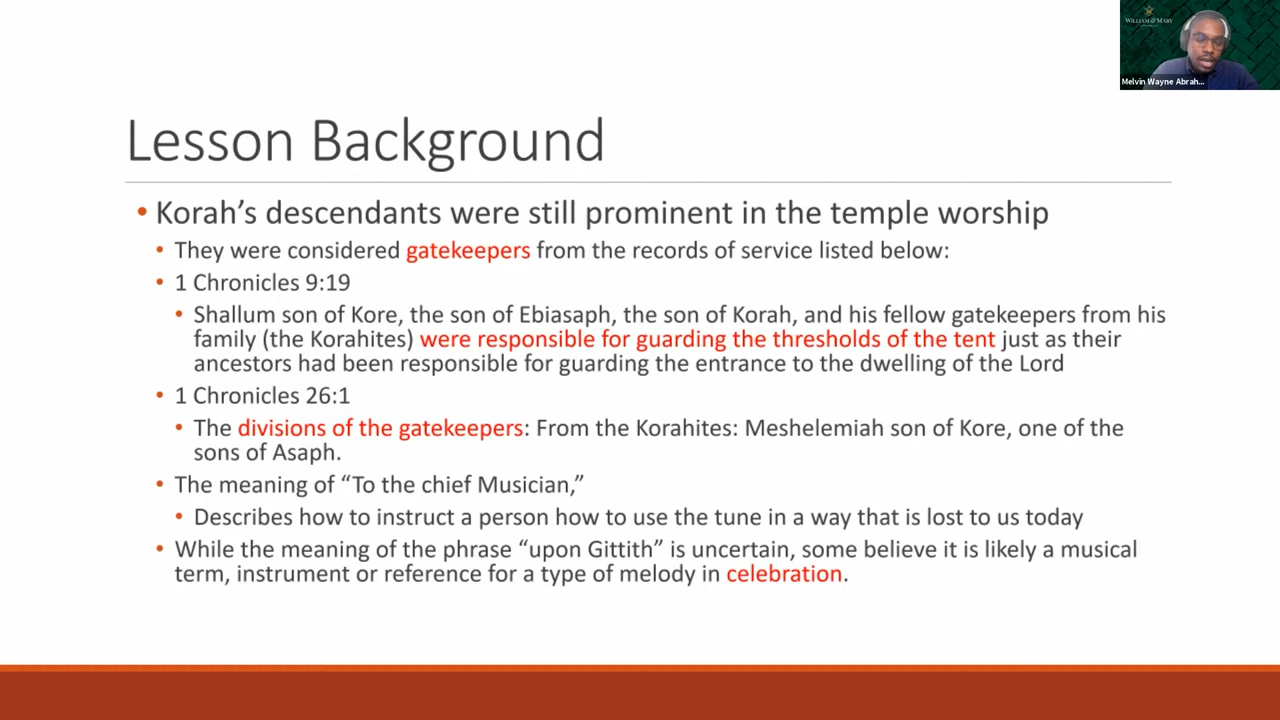 WILLIAM & MARY
Melvin Wayne Abrah...
Lesson Background
• Korah’s descendants were still prominent in the temple worship
• They were considered gatekeepers from the records of service listed below:
• 1 Chronicles 9:19
• Shallum son of Kore, the son of Ebiasaph, the son of Korah, and his fellow gatekeepers from his
family (the Korahites) were responsible for guarding the thresholds of the tent just as their
ancestors had been responsible for guarding the entrance to the dwelling of the Lord
• 1 Chronicles 26:1
• The divisions of the gatekeepers: From the Korahites: Meshelemiah son of Kore, one of the
sons of Asaph.
• The meaning of “To the chief Musician,”
• Describes how to instruct a person how to use the tune in a way that is lost to us today
• While the meaning of the phrase “upon Gittith” is uncertain, some believe it is likely a musical
term, instrument or reference for a type of melody in celebration.